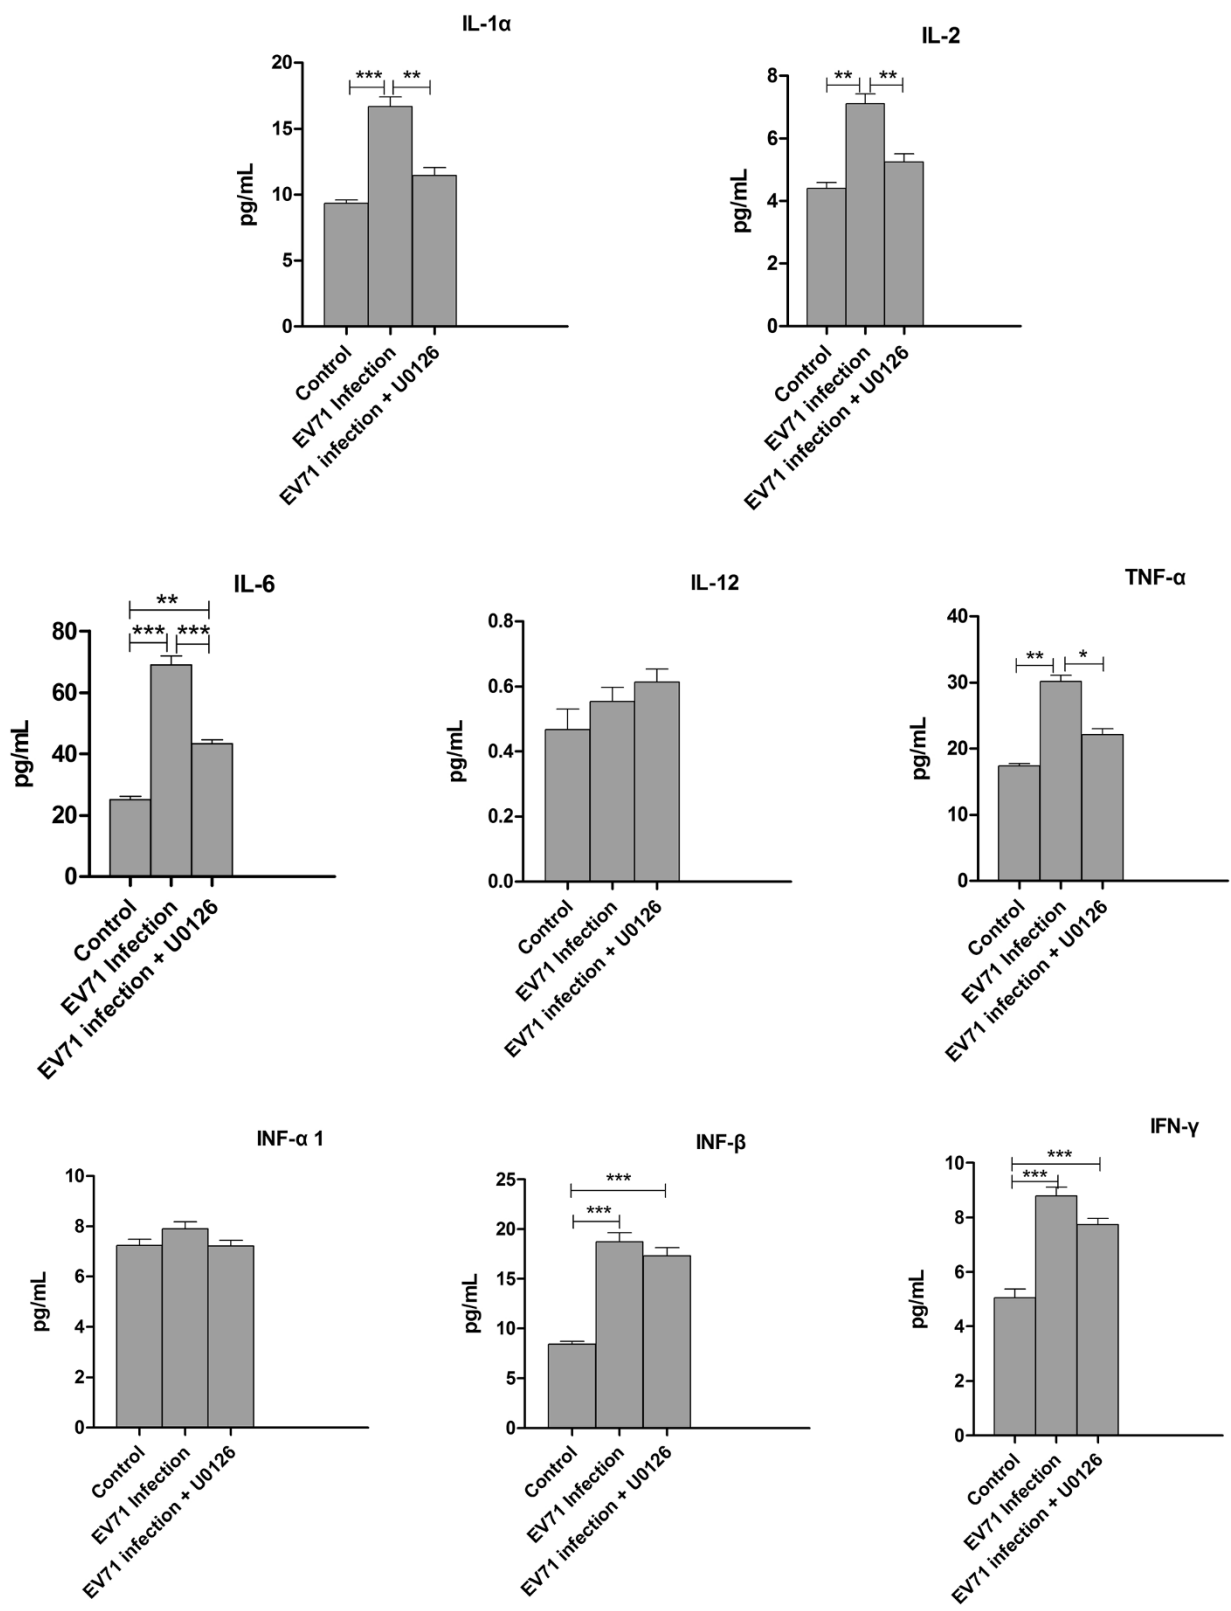 IL-1α
20
15
10
5
0
pg/mL
*** **
Control
EV71 Infection
EV71 infection + U0126
IL-2
8
6
4
2
0
pg/mL
** **
Control
EV71 infection
EV71 infection + U0126
IL-6
80
60
40
20
0
pg/mL
**
*** ***
Control
EV71 Infection
EV71 infection + U0126
IL-12
0.8
0.6
0.4
0.2
0.0
pg/mL
Control
EV71 Infection
EV71 infection + U0126
TNF-α
40
30
20
10
0
pg/mL
** *
Control
EV71 Infection
EV71 infection + U0126
INF-α 1
10
8
6
4
2
0
pg/mL
Control
EV71 Infection
EV71 infection + U0126
INF-β
25
20
15
10
5
0
pg/mL
***
***
Control
EV71 Infection
EV71 infection + U0126
IFN-γ
10
8
6
4
2
0
pg/mL
***
***
Control
EV71 Infection
EV71 infection + U0126